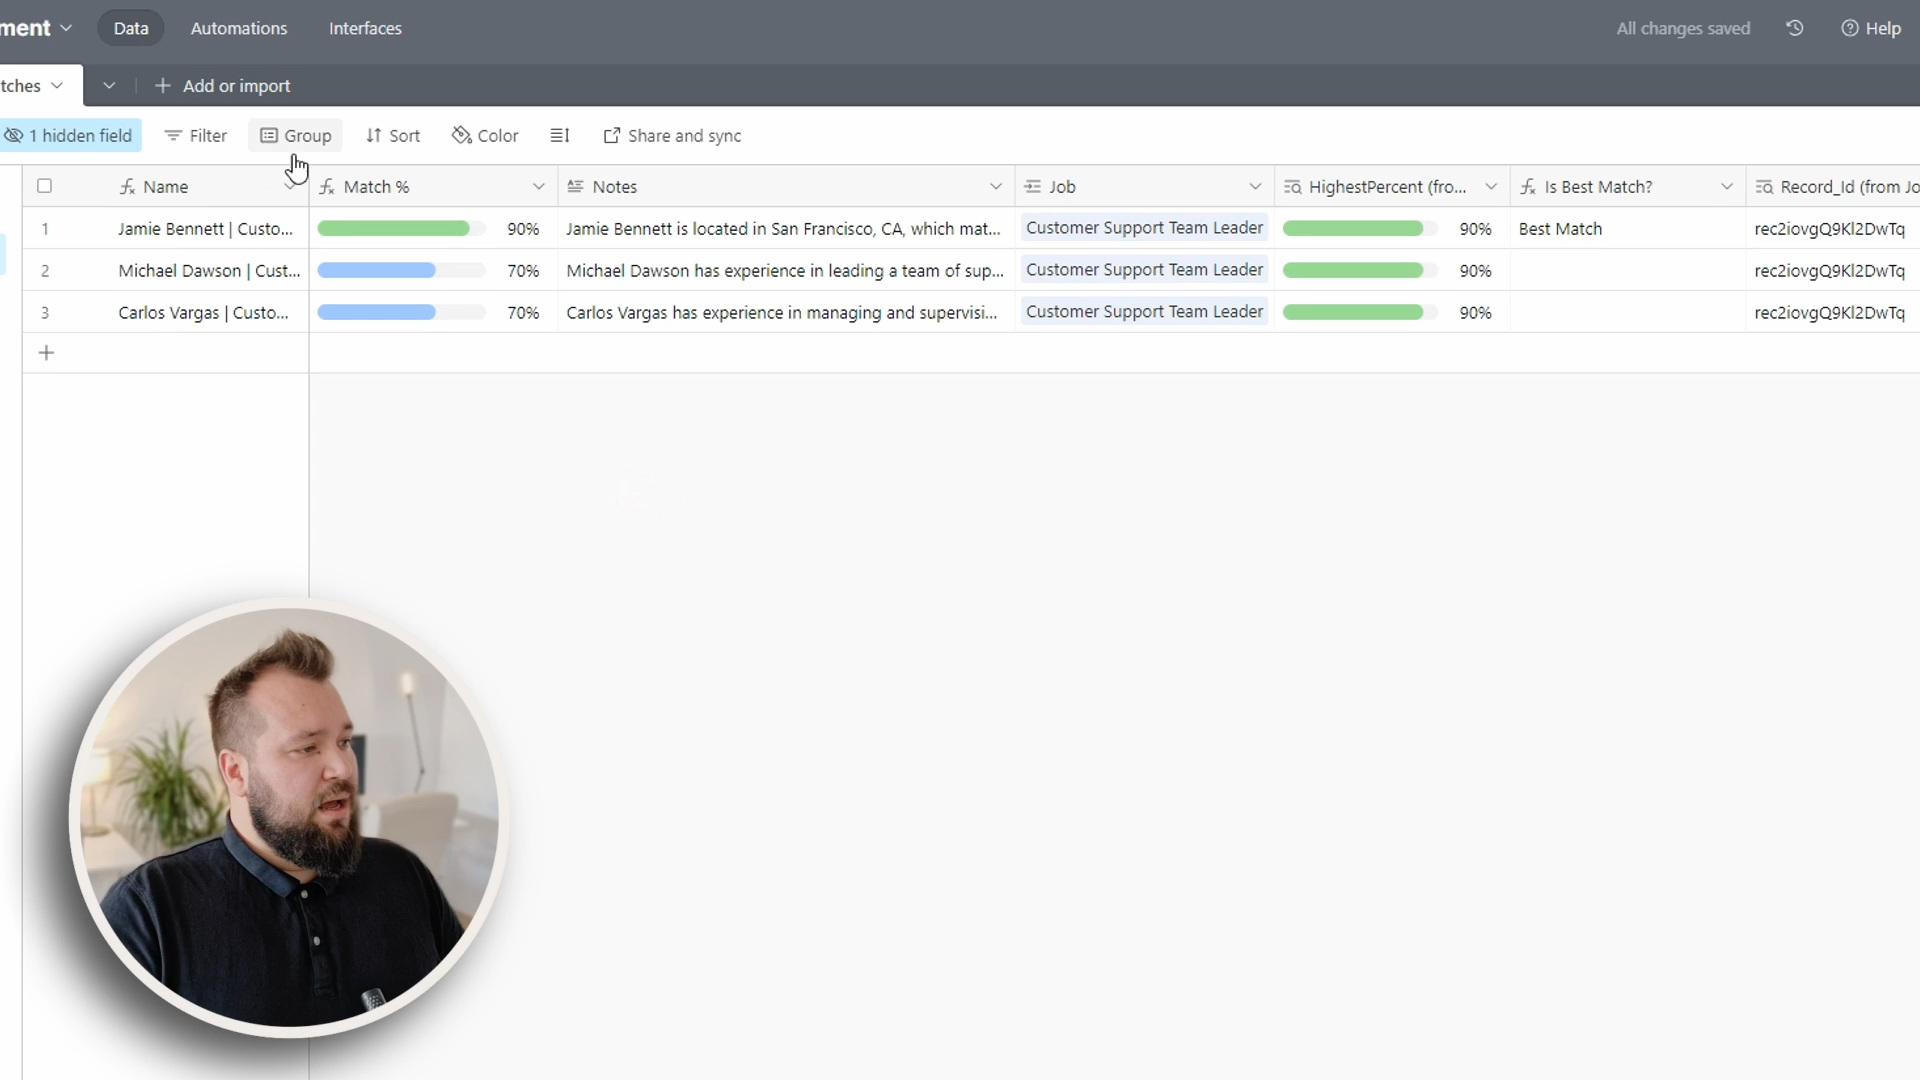 ment
Data
Automations
Interfaces
All changes saved
Help
tches
Add or import
1 hidden field
Filter
Group
Sort
Color
Share and sync
Name
Match %
Notes
Job
HighestPercent (fro...
Is Best Match?
Record_Id (from Jo
1 Jamie Bennett | Custo... 90% Jamie Bennett is located in San Francisco, CA, which mat... Customer Support Team Leader 90% Best Match rec2iovgQ9Kl2DwTq
2 Michael Dawson | Cust... 70% Michael Dawson has experience in leading a team of sup... Customer Support Team Leader 90% rec2iovgQ9Kl2DwTq
3 Carlos Vargas | Custo... 70% Carlos Vargas has experience in managing and supervisi... Customer Support Team Leader 90% rec2iovgQ9Kl2DwTq